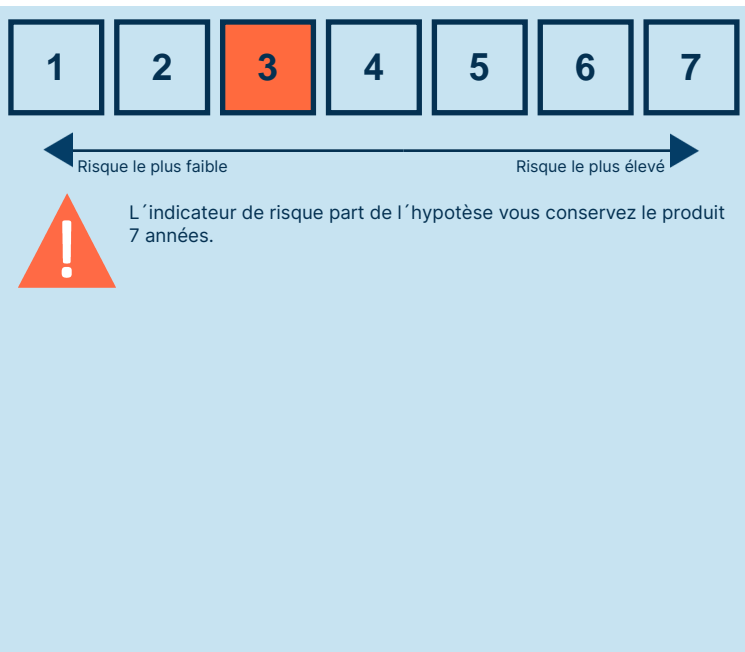 1 2 3 4 5 6 7
Risque le plus faible Risque le plus élevé
L´indicateur de risque part de l´hypotèse vous conservez le produit
7 années.